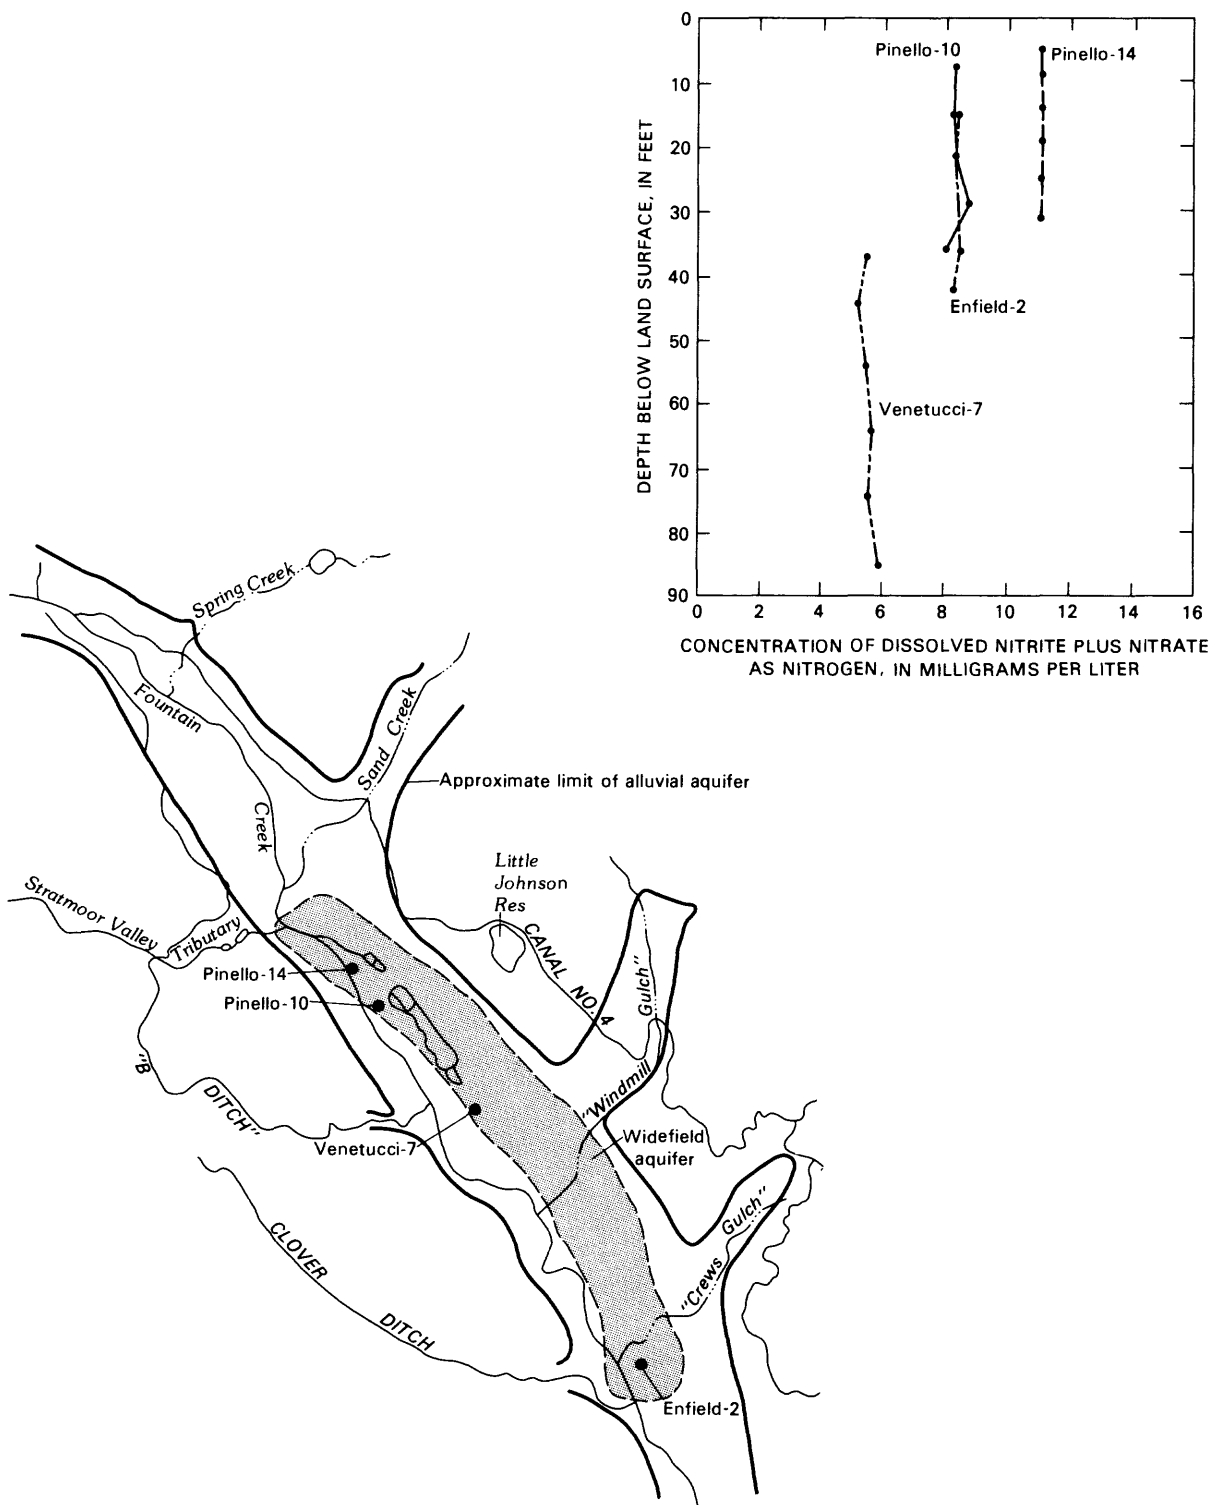 0
10
20
30
40
50
60
70
80
90
DEPTH BELOW LAND SURFACE, IN FEET
Pinello-10
Pinello-14
Enfield-2
Venetucci-7
0 2 4 6 8 10 12 14 16
CONCENTRATION OF DISSOLVED NITRITE PLUS NITRATE
AS NITROGEN, IN MILLIGRAMS PER LITER
Spring Creek
Fountain
Creek
Sand Creek
Approximate limit of alluvial aquifer
Little
Johnson
Res
CANAL NO. 4
Stratmoor Valley
Tributary
Pinello-14
Pinello-10
"B
DITCH"
Venetucci-7
"Windmill
Gulch"
Widefield
aquifer
CLOVER
DITCH
"Crews
Gulch"
Enfield-2